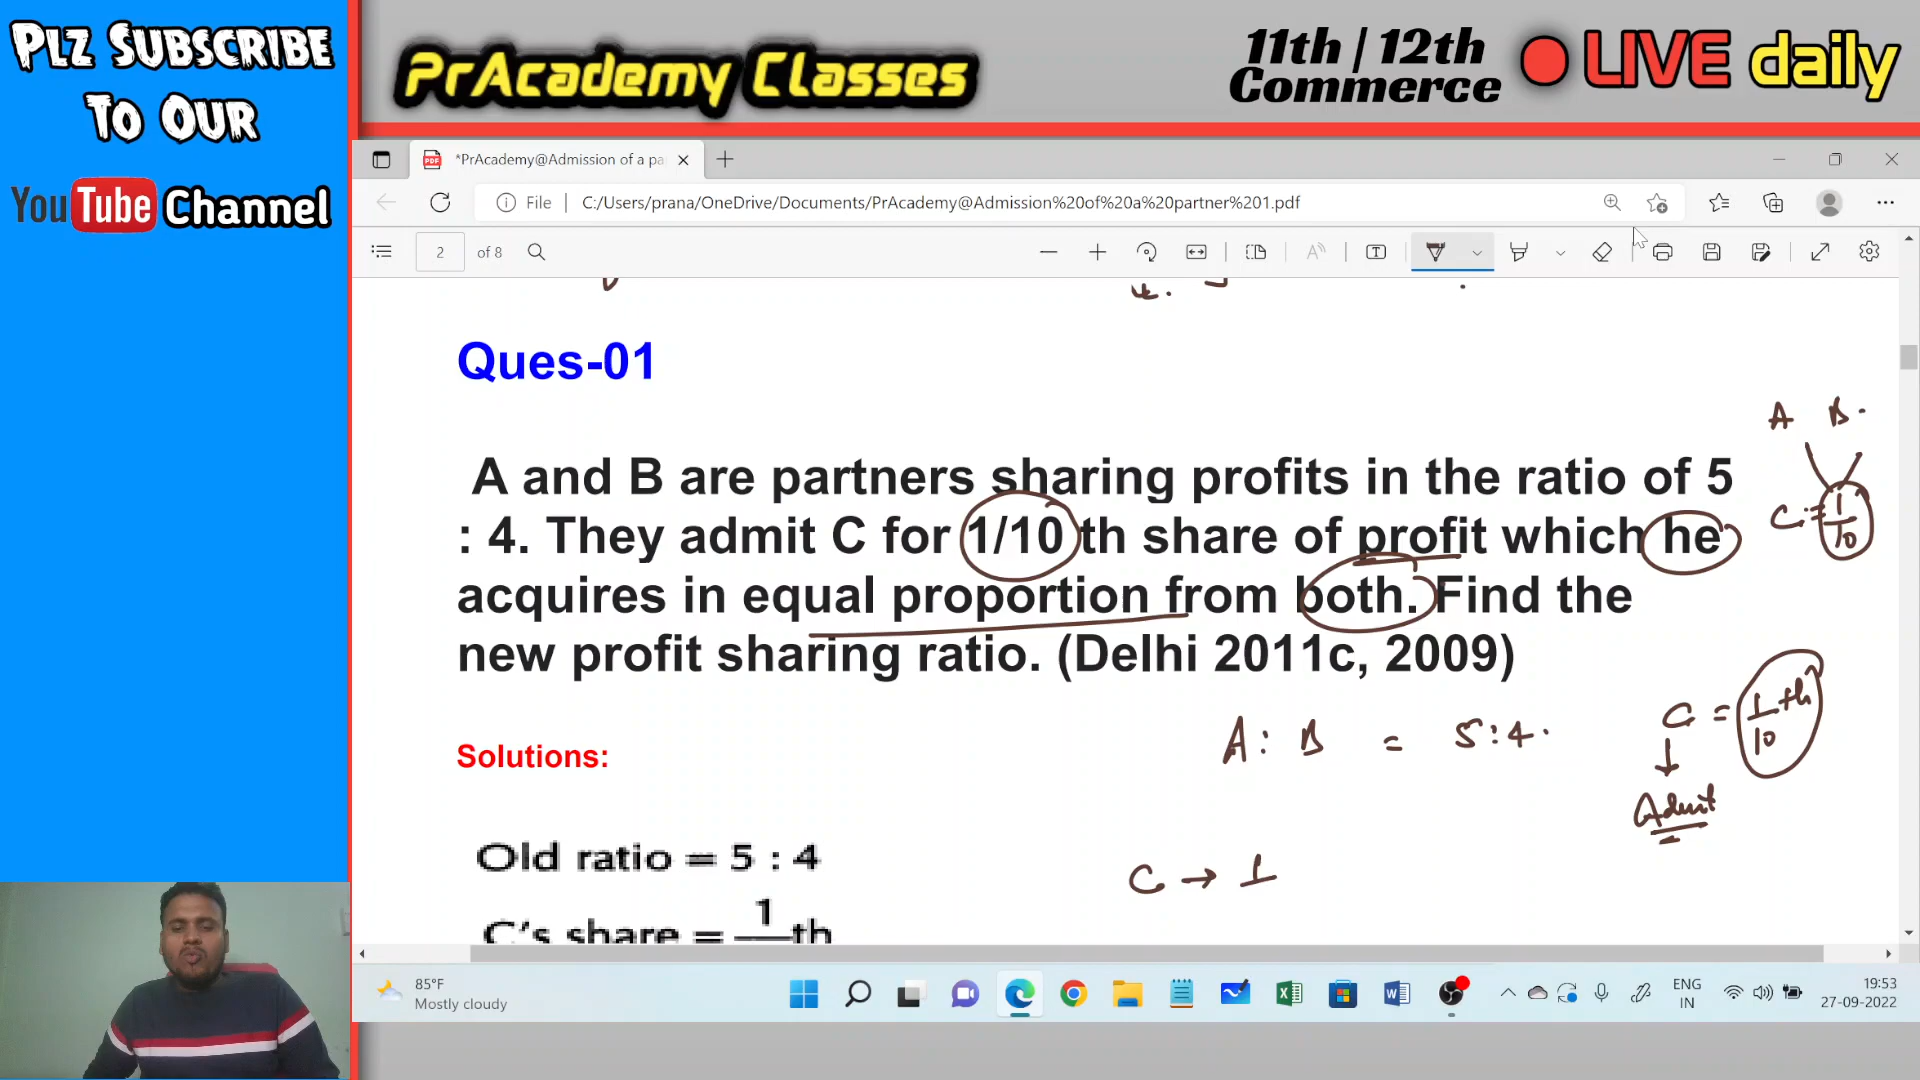 PLZ SUBSCRIBE
TO OUR
YouTube Channel
PrAcademy Classes
11th | 12th
Commerce
LIVE daily
*PrAcademy@Admission of a pa
File
C:/Users/prana/OneDrive/Documents/PrAcademy@Admission%20of%20a%20partner%201.pdf
2 of 8
Ques-01
A B.
A and B are partners sharing profits in the ratio of 5
: 4. They admit C for 1/10 th share of profit which he
C = 1/10
acquires in equal proportion from both. Find the
new profit sharing ratio. (Delhi 2011c, 2009)
A : B = 5:4.
C = 1/10 th
Admit
Solutions:
Old ratio = 5 : 4
C → 1
C's share = 1 th
85°F
Mostly cloudy
ENG
IN
19:53
27-09-2022